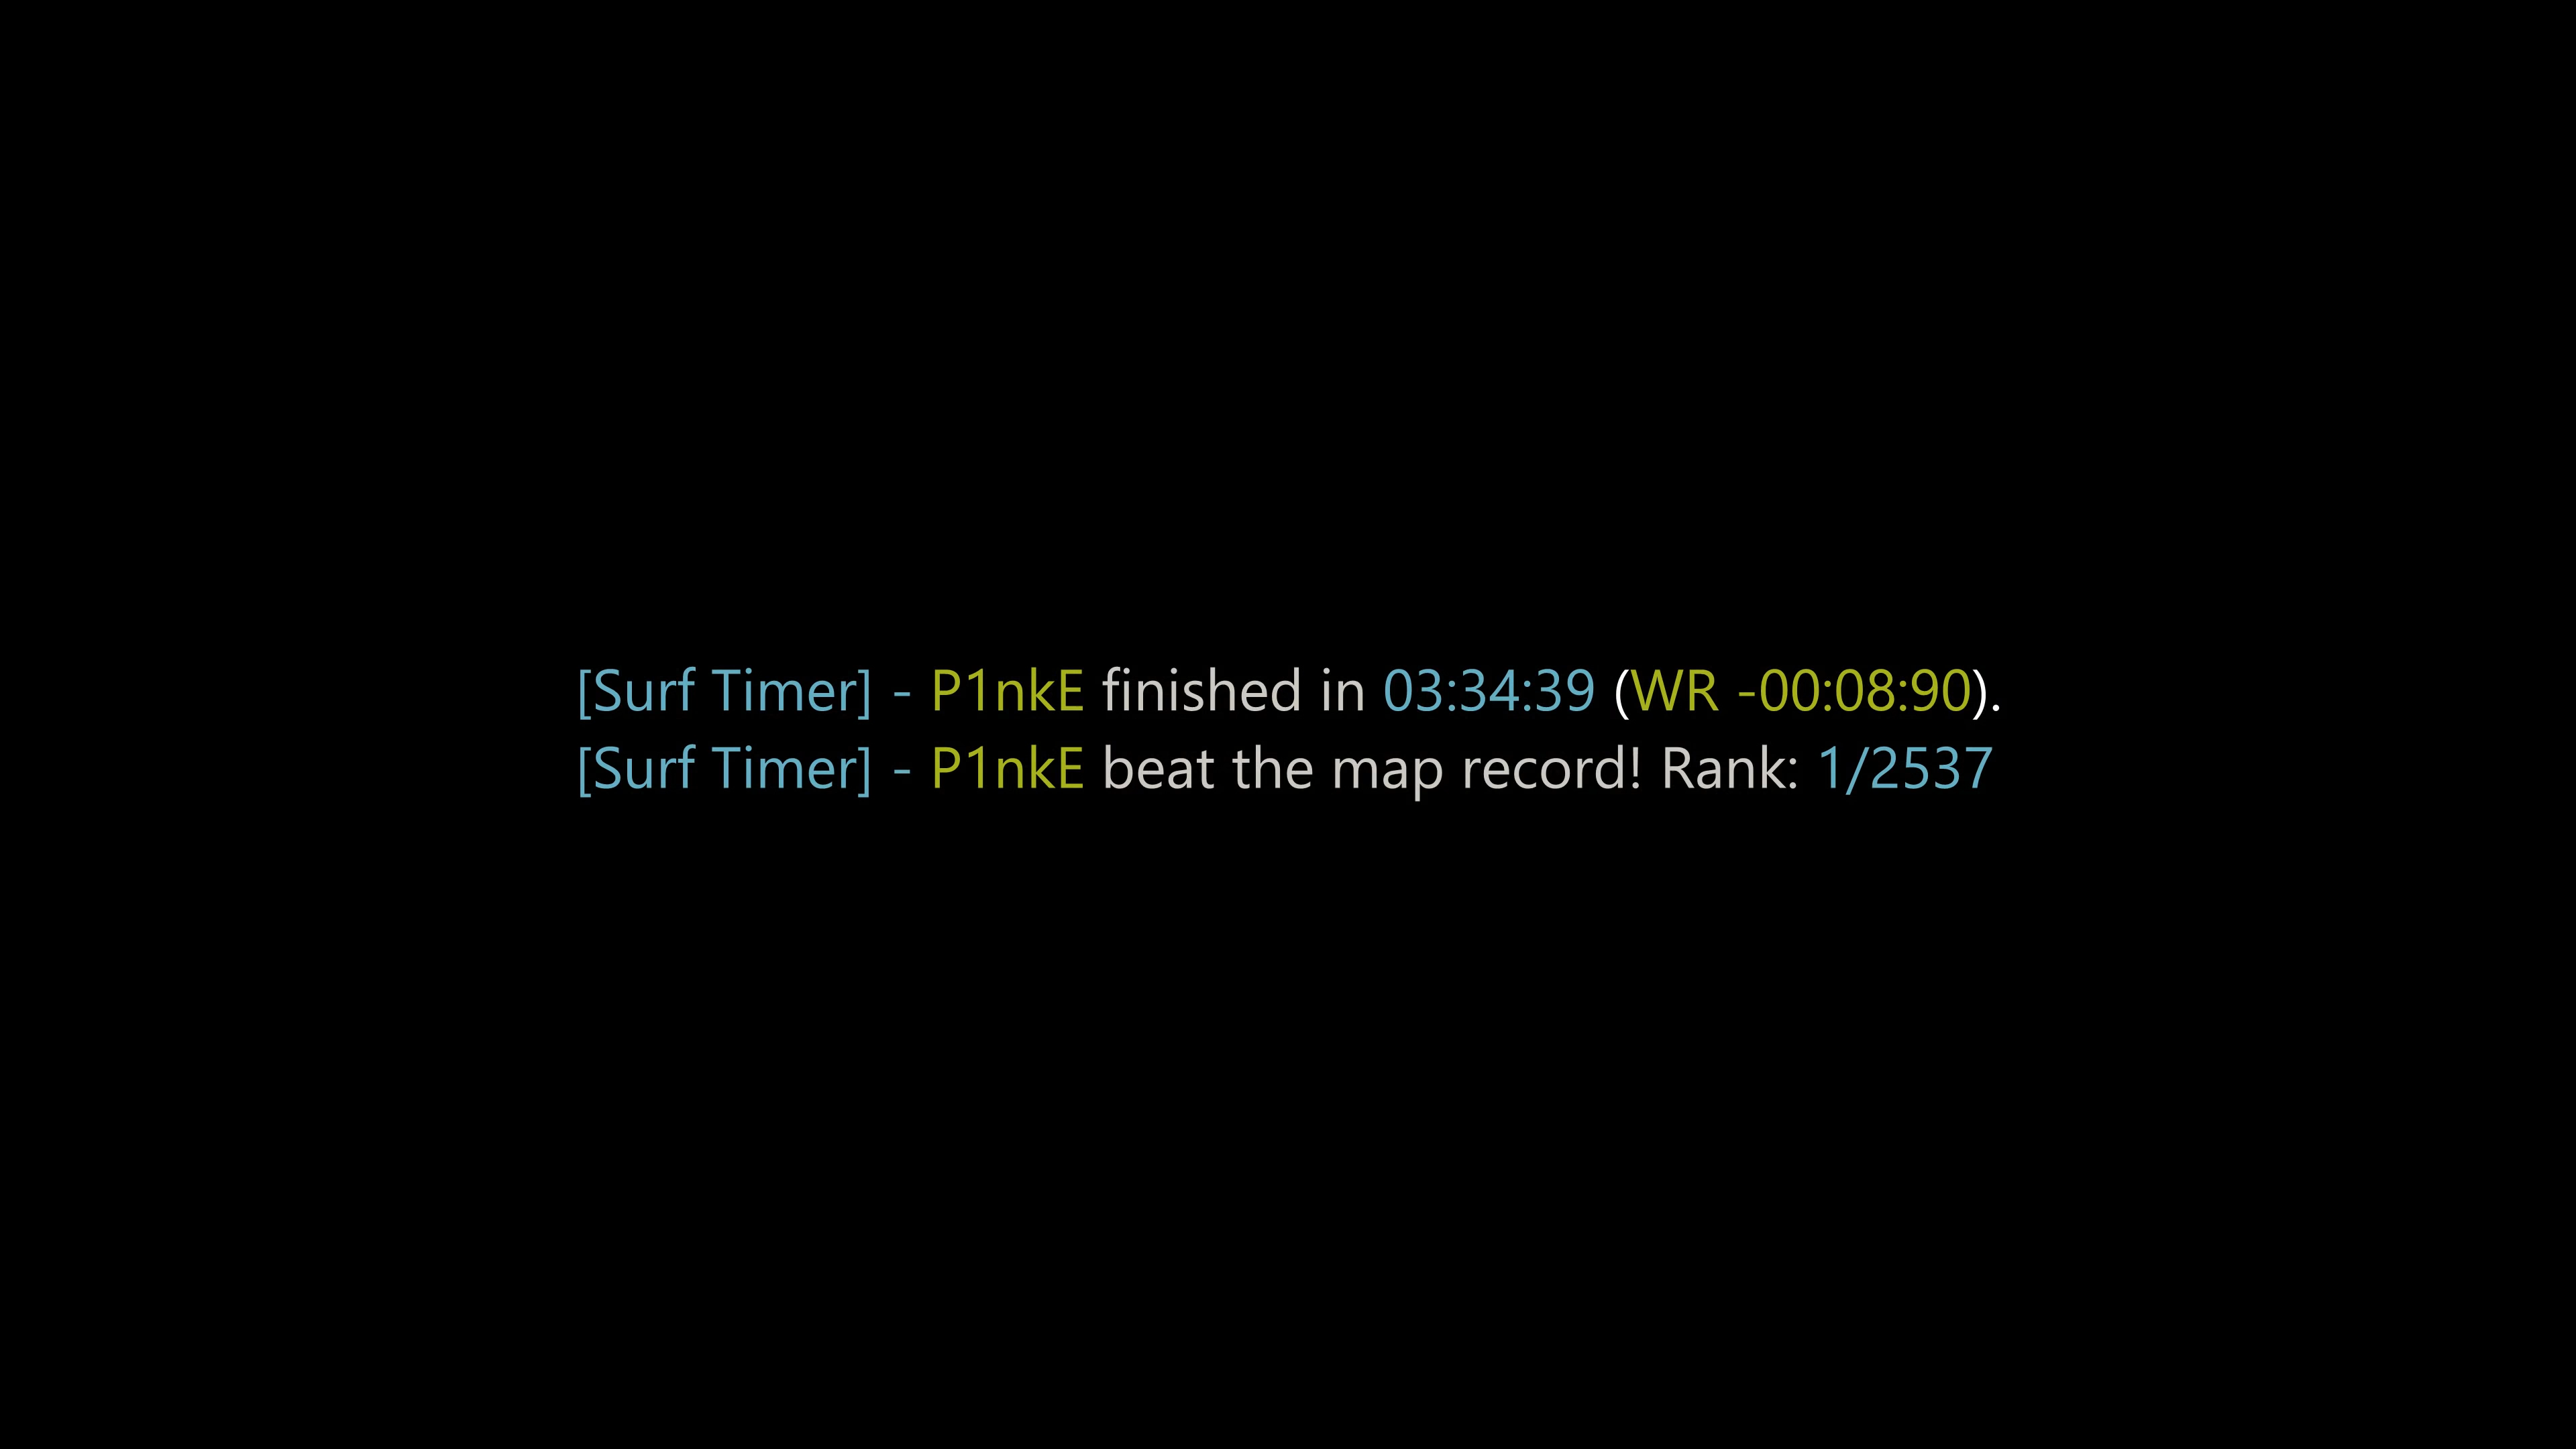 [Surf Timer] - P1nkE finished in 03:34:39 (WR -00:08:90).
[Surf Timer] - P1nkE beat the map record! Rank: 1/2537